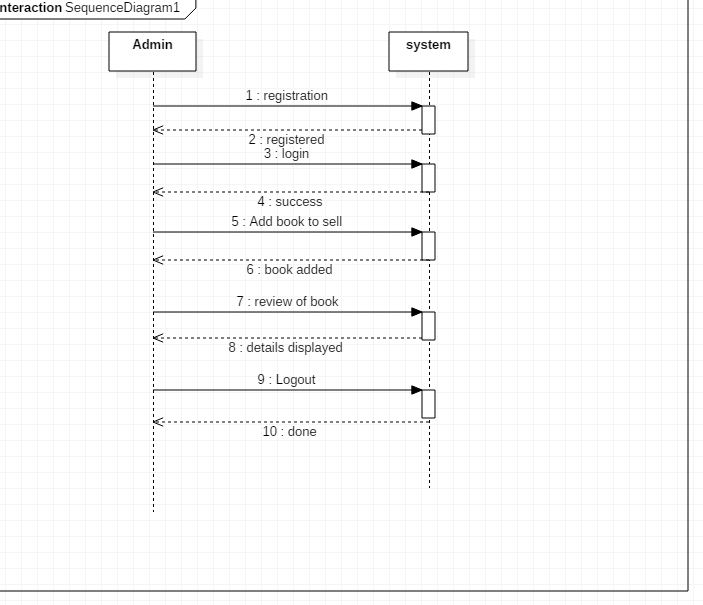 nteraction SequenceDiagram1
Admin
system
1 : registration
2 : registered
3 : login
4 : success
5 : Add book to sell
6 : book added
7 : review of book
8 : details displayed
9 : Logout
10 : done